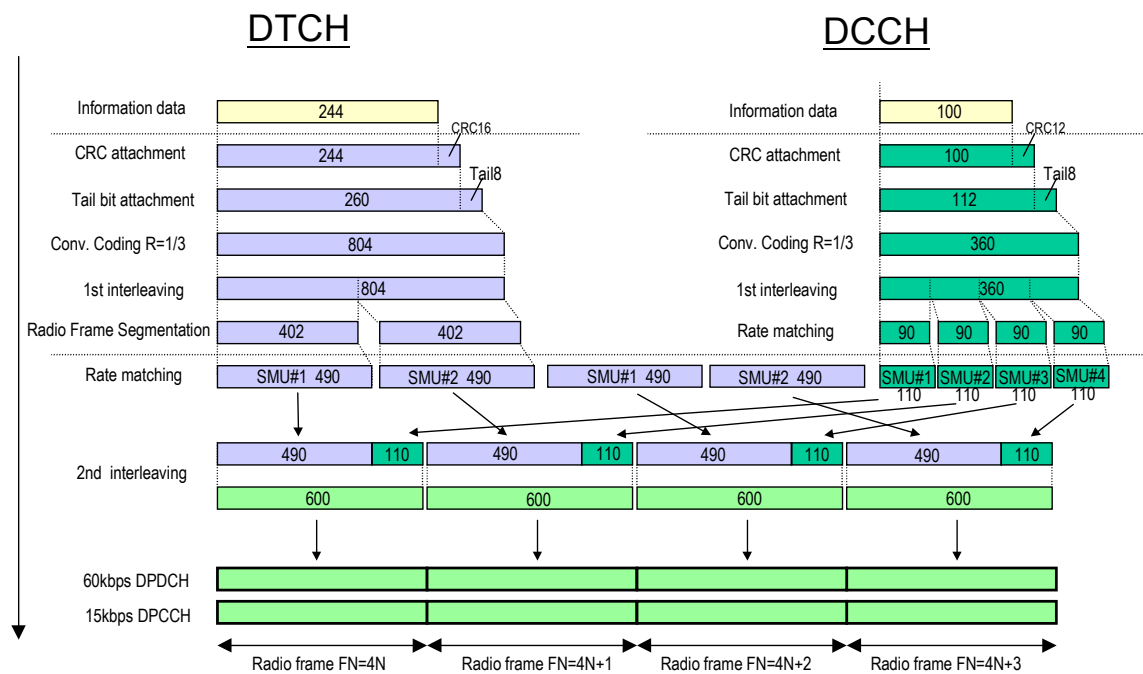 DTCH DCCH
Information data 244 Information data 100
CRC16 CRC12
CRC attachment 244 CRC attachment 100
Tail8 Tail8
Tail bit attachment 260 Tail bit attachment 112
Conv. Coding R=1/3 804 Conv. Coding R=1/3 360
1st interleaving 804 1st interleaving 360
Radio Frame Segmentation 402 402 Rate matching 90 90 90 90
Rate matching SMU#1 490 SMU#2 490 SMU#1 490 SMU#2 490 SMU#1 SMU#2 SMU#3 SMU#4
110 110 110 110
490 110 490 110 490 110 490 110
2nd interleaving
600 600 600 600
60kbps DPDCH
15kbps DPCCH
Radio frame FN=4N Radio frame FN=4N+1 Radio frame FN=4N+2 Radio frame FN=4N+3